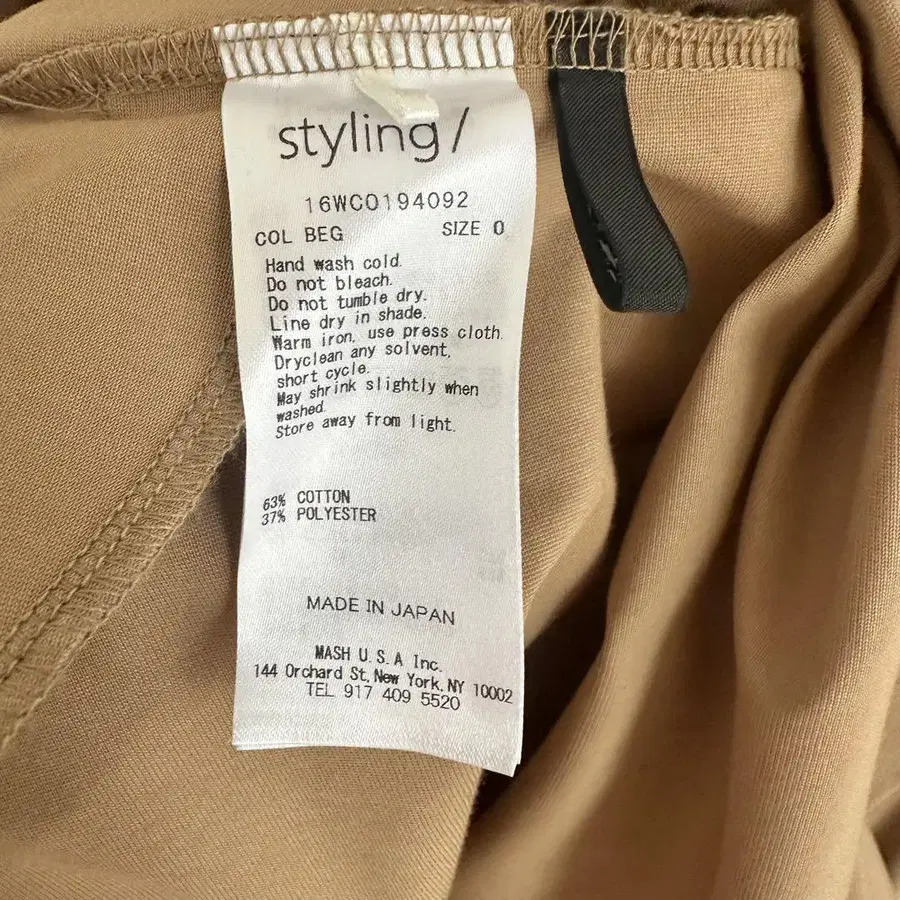 styling/
16WCO194092
COL BEG SIZE 0
Hand wash cold.
Do not bleach.
Do not tumble dry.
Line dry in shade.
Warm iron, use press cloth.
Dryclean any solvent,
short cycle.
May shrink slightly when
washed.
Store away from light.
63% COTTON
37% POLYESTER
MADE IN JAPAN
MASH U.S.A Inc.
144 Orchard St, New York, NY 10002
TEL 917 409 5520